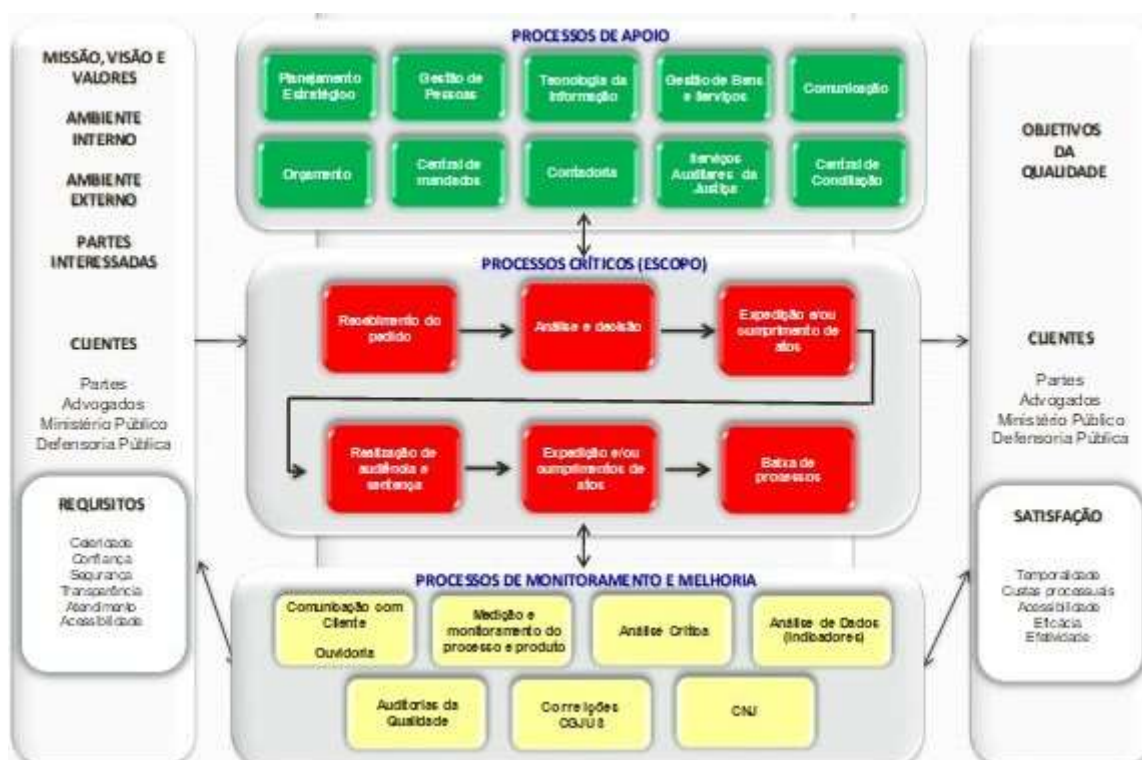 MISSÃO, VISÃO E
VALORES
AMBIENTE
INTERNO
AMBIENTE
EXTERNO
PARTES
INTERESSADAS
CLIENTES
Partes
Advogados
Ministério Público
Defensoria Pública
REQUISITOS
Celeridade
Confiança
Segurança
Transparência
Atendimento
Acessibilidade
PROCESSOS DE APOIO
Planejamento
Estratégico
Gestão de
Pessoas
Tecnologia da
Informação
Gestão de Bens
e Serviços
Comunicação
Orçamento
Central de
mandados
Contadoria
Serviços
Auxiliares da
Justiça
Central de
Conciliação
PROCESSOS CRÍTICOS (ESCOPO)
Recebimento do
pedido
Análise e decisão
Expedição e/ou
cumprimento de
atos
Realização de
audiência e
sentença
Expedição e/ou
cumprimentos de
atos
Baixa de
processos
PROCESSOS DE MONITORAMENTO E MELHORIA
Comunicação com
Cliente
Ouvidoria
Medição e
monitoramento do
processo e produto
Análise Crítica
Análise de Dados
(Indicadores)
Auditorias da
Qualidade
Correições
CGJUS
CNJ
OBJETIVOS
DA
QUALIDADE
CLIENTES
Partes
Advogados
Ministério Público
Defensoria Pública
SATISFAÇÃO
Temporalidade
Custas processuais
Acessibilidade
Eficácia
Efetividade